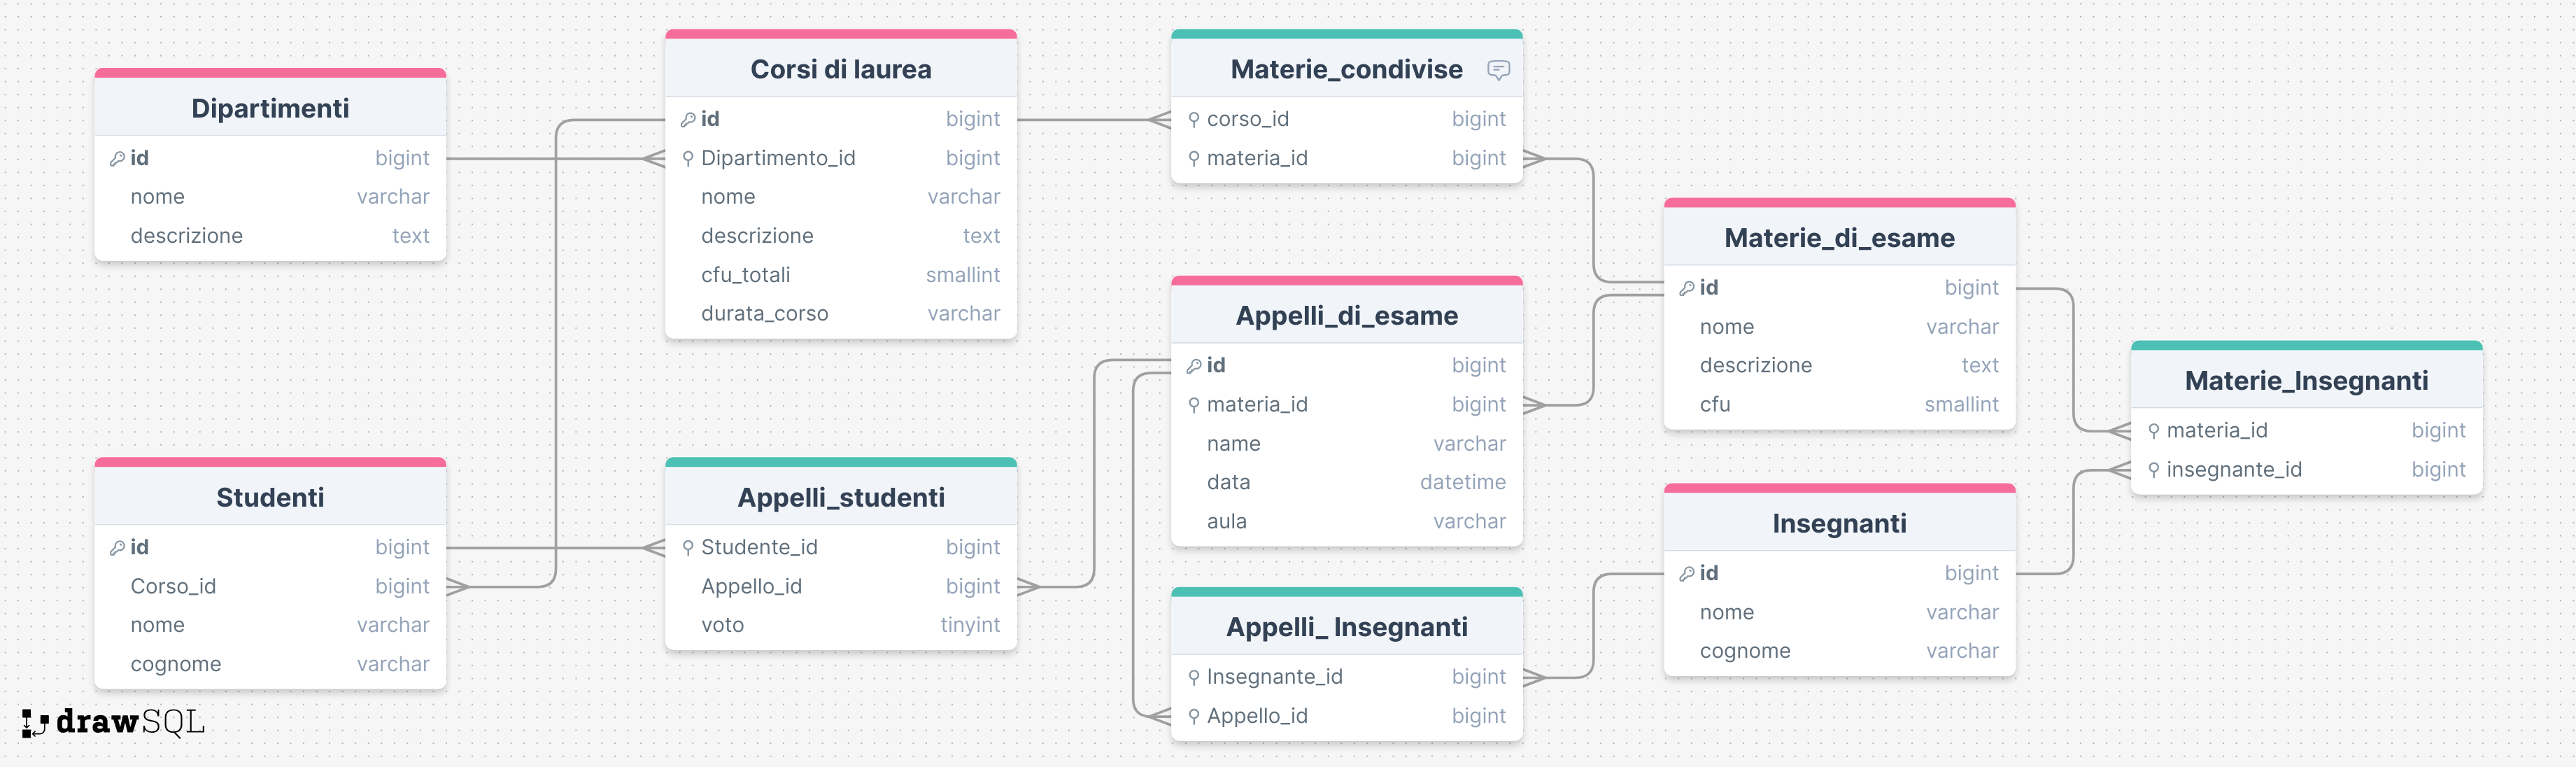 Dipartimenti
id bigint
nome varchar
descrizione text
Corsi di laurea
id bigint
Dipartimento_id bigint
nome varchar
descrizione text
cfu_totali smallint
durata_corso varchar
Materie_condivise
corso_id bigint
materia_id bigint
Materie_di_esame
id bigint
nome varchar
descrizione text
cfu smallint
Appelli_di_esame
id bigint
materia_id bigint
name varchar
data datetime
aula varchar
Materie_Insegnanti
materia_id bigint
insegnante_id bigint
Studenti
id bigint
Corso_id bigint
nome varchar
cognome varchar
Appelli_studenti
Studente_id bigint
Appello_id bigint
voto tinyint
Appelli_ Insegnanti
Insegnante_id bigint
Appello_id bigint
Insegnanti
id bigint
nome varchar
cognome varchar
drawSQL